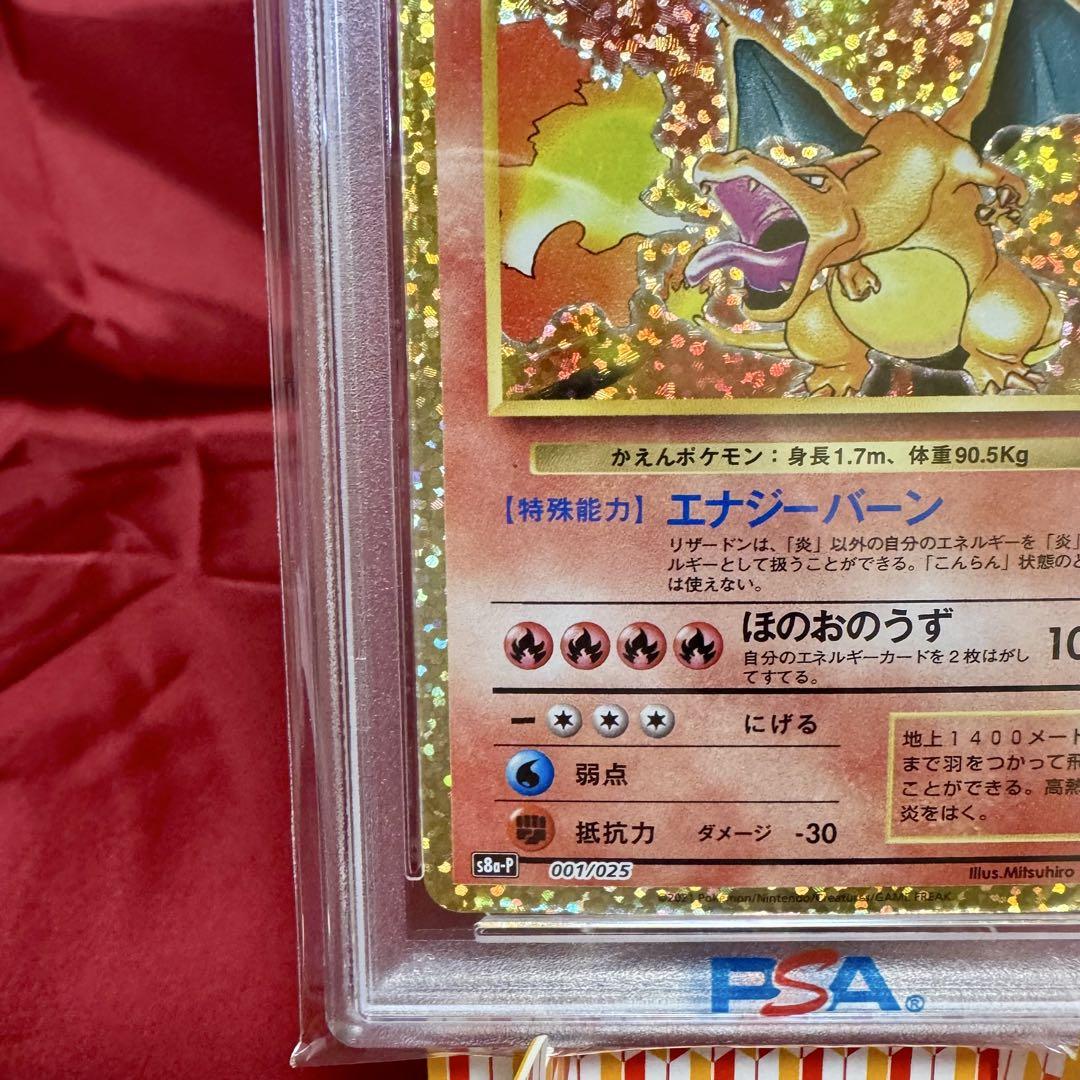 かえんポケモン：身長1.7m、体重90.5Kg
【特殊能力】エナジーバーン
リザードンは、「炎」以外の自分のエネルギーを「炎」
ルギーとして扱うことができる。「こんらん」状態のと
は使えない。
ほのおのうず 10
自分のエネルギーカードを２枚はがし
てすてる。
にげる
弱点
抵抗力 ダメージ -30
地上１４００メート
まで羽をつかって飛
ことができる。高熱
炎をはく。
s8a-P 001/025
Illus.Mitsuhiro
©2021 Pokémon/Nintendo/Creatures/GAME FREAK
PSA®